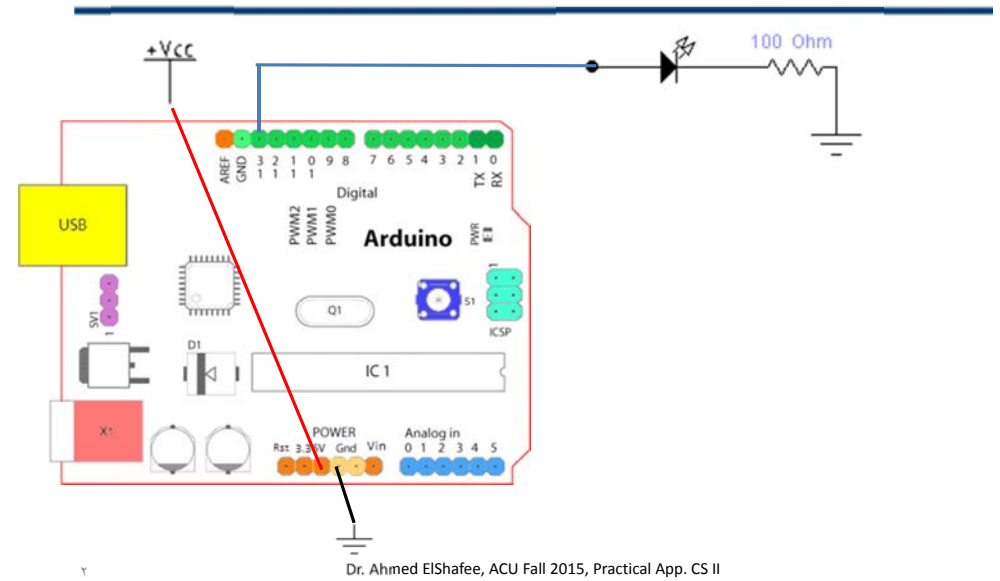 +Vcc
100 Ohm
AREF
GND
13
12
11
10
9
8
7
6
5
4
3
2
1
0
TX
RX
Digital
PWM2
PWM1
PWM0
Arduino
PWR
USB
SV1
1
Q1
S1
1
ICSP
D1
IC 1
X1
POWER
Rst 3.3 5V Gnd Vin
Analog in
0 1 2 3 4 5
٢
Dr. Ahmed ElShafee, ACU Fall 2015, Practical App. CS II